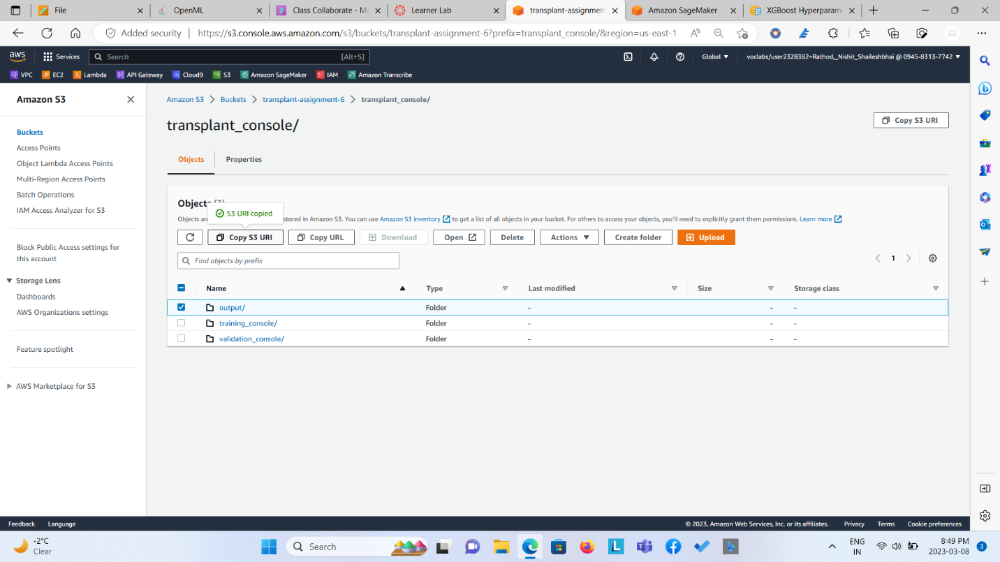 File
OpenML
Class Collaborate - Ma
Learner Lab
transplant-assignment
Amazon SageMaker
XGBoost Hyperparame
Added security
https://s3.console.aws.amazon.com/s3/buckets/transplant-assignment-6?prefix=transplant_console/&region=us-east-1
aws
Services
Search
[Alt+S]
Global
voclabs/user2328382=Rathod,_Nishit_Shaileshbhai @ 0945-8313-7742
VPC
EC2
Lambda
API Gateway
Cloud9
S3
Amazon SageMaker
IAM
Amazon Transcribe
Amazon S3
Buckets
Access Points
Object Lambda Access Points
Multi-Region Access Points
Batch Operations
IAM Access Analyzer for S3
Block Public Access settings for
this account
Storage Lens
Dashboards
AWS Organizations settings
Feature spotlight
AWS Marketplace for S3
Amazon S3 > Buckets > transplant-assignment-6 > transplant_console/
transplant_console/
Copy S3 URI
Objects
Properties
Objects (3)
S3 URI copied
Objects are stored in Amazon S3. You can use Amazon S3 inventory to get a list of all objects in your bucket. For others to access your objects, you'll need to explicitly grant them permissions. Learn more
Copy S3 URI
Copy URL
Download
Open
Delete
Actions
Create folder
Upload
Find objects by prefix
1
Name
Type
Last modified
Size
Storage class
output/ Folder - - -
training_console/ Folder - - -
validation_console/ Folder - - -
Feedback
Language
© 2023, Amazon Web Services, Inc. or its affiliates.
Privacy
Terms
Cookie preferences
-2°C
Clear
Search
ENG
IN
8:49 PM
2023-03-08
3